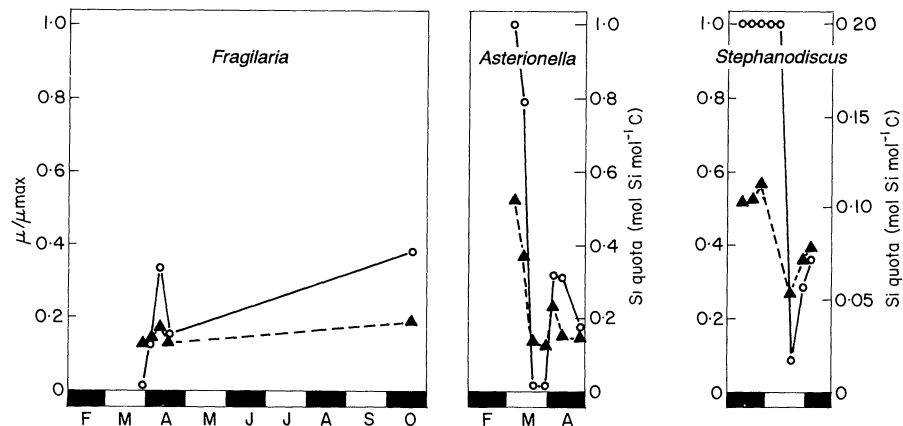 Fragilaria
Asterionella
Stephanodiscus
1·0
0·8
0·6
0·4
0·2
0
μ/μmax
F M A M J J A S O
1·0
0·8
0·6
0·4
0·2
0
Si quota (mol Si mol⁻¹ C)
F M A
1·0
0·8
0·6
0·4
0·2
0
0·20
0·15
0·10
0·05
0
Si quota (mol Si mol⁻¹ C)